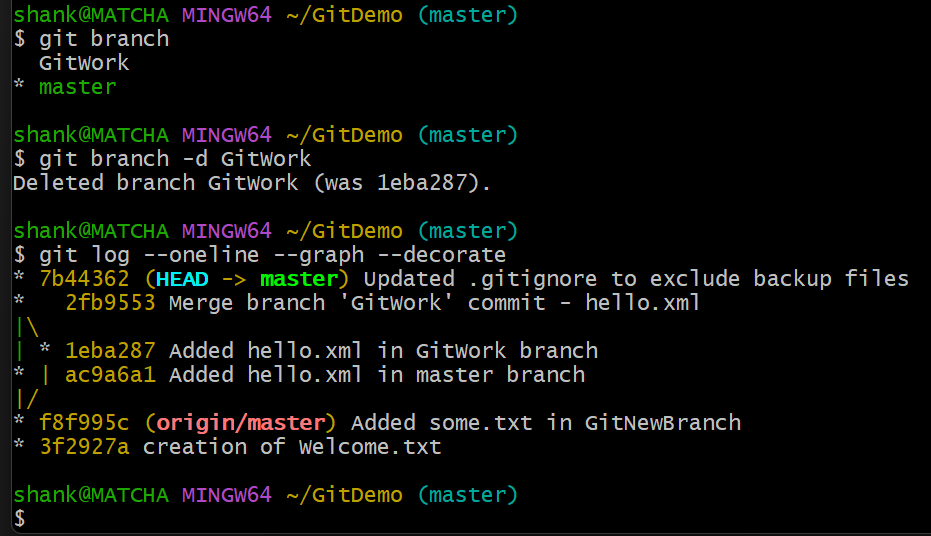 shank@MATCHA MINGW64 ~/GitDemo (master)
$ git branch
  GitWork
* master

shank@MATCHA MINGW64 ~/GitDemo (master)
$ git branch -d GitWork
Deleted branch GitWork (was 1eba287).

shank@MATCHA MINGW64 ~/GitDemo (master)
$ git log --oneline --graph --decorate
* 7b44362 (HEAD -> master) Updated .gitignore to exclude backup files
*   2fb9553 Merge branch 'GitWork' commit - hello.xml
|\
| * 1eba287 Added hello.xml in GitWork branch
* | ac9a6a1 Added hello.xml in master branch
|/
* f8f995c (origin/master) Added some.txt in GitNewBranch
* 3f2927a creation of Welcome.txt

shank@MATCHA MINGW64 ~/GitDemo (master)
$